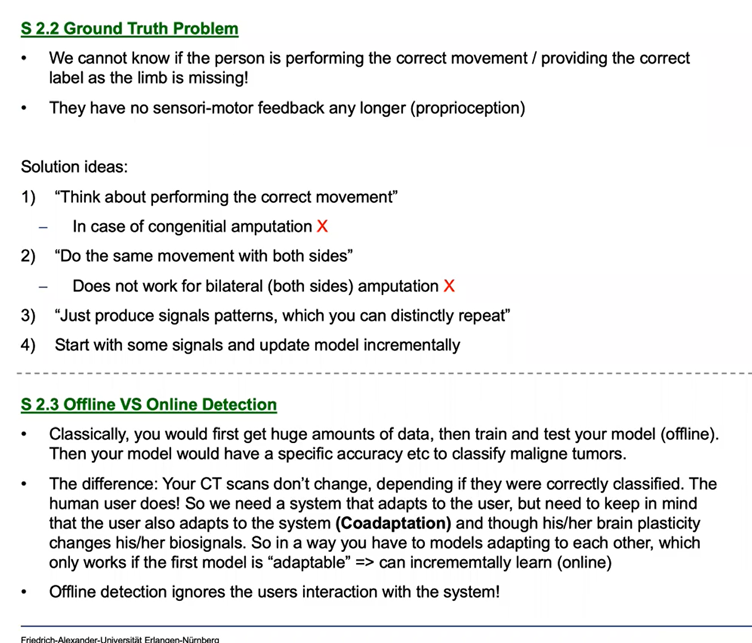 S 2.2 Ground Truth Problem
• We cannot know if the person is performing the correct movement / providing the correct
label as the limb is missing!
• They have no sensori-motor feedback any longer (proprioception)
Solution ideas:
1) “Think about performing the correct movement”
– In case of congenitial amputation X
2) “Do the same movement with both sides”
– Does not work for bilateral (both sides) amputation X
3) “Just produce signals patterns, which you can distinctly repeat”
4) Start with some signals and update model incrementally
S 2.3 Offline VS Online Detection
• Classically, you would first get huge amounts of data, then train and test your model (offline).
Then your model would have a specific accuracy etc to classify maligne tumors.
• The difference: Your CT scans don’t change, depending if they were correctly classified. The
human user does! So we need a system that adapts to the user, but need to keep in mind
that the user also adapts to the system (Coadaptation) and though his/her brain plasticity
changes his/her biosignals. So in a way you have to models adapting to each other, which
only works if the first model is “adaptable” => can incrememtally learn (online)
• Offline detection ignores the users interaction with the system!
Friedrich-Alexander-Universität Erlangen-Nürnberg